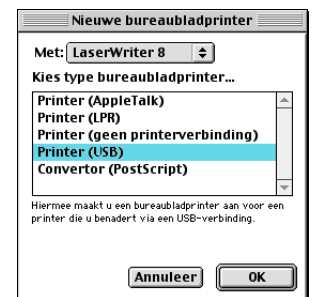 Nieuwe bureaubladprinter
Met: LaserWriter 8
Kies type bureaubladprinter...
Printer (AppleTalk)
Printer (LPR)
Printer (geen printerverbinding)
Printer (USB)
Convertor (PostScript)
Hiermee maakt u een bureaubladprinter aan voor een
printer die u benadert via een USB-verbinding.
Annuleer OK